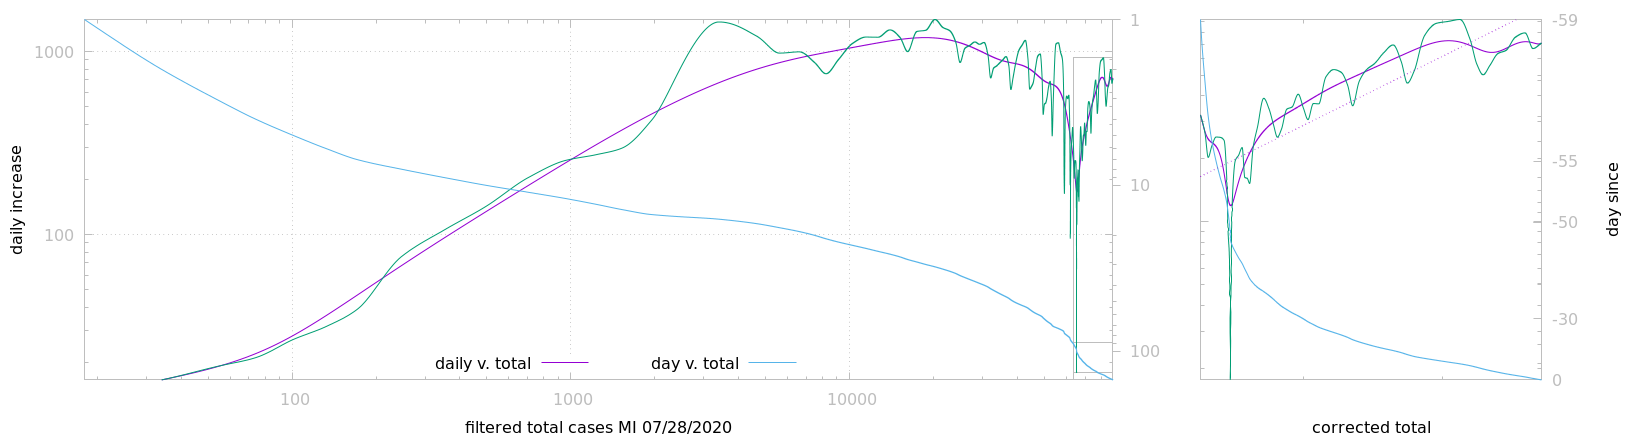 1000
100
daily increase
daily v. total
day v. total
100
1000
10000
filtered total cases MI 07/28/2020
1
10
100
-59
-55
-50
-30
0
day since
corrected total